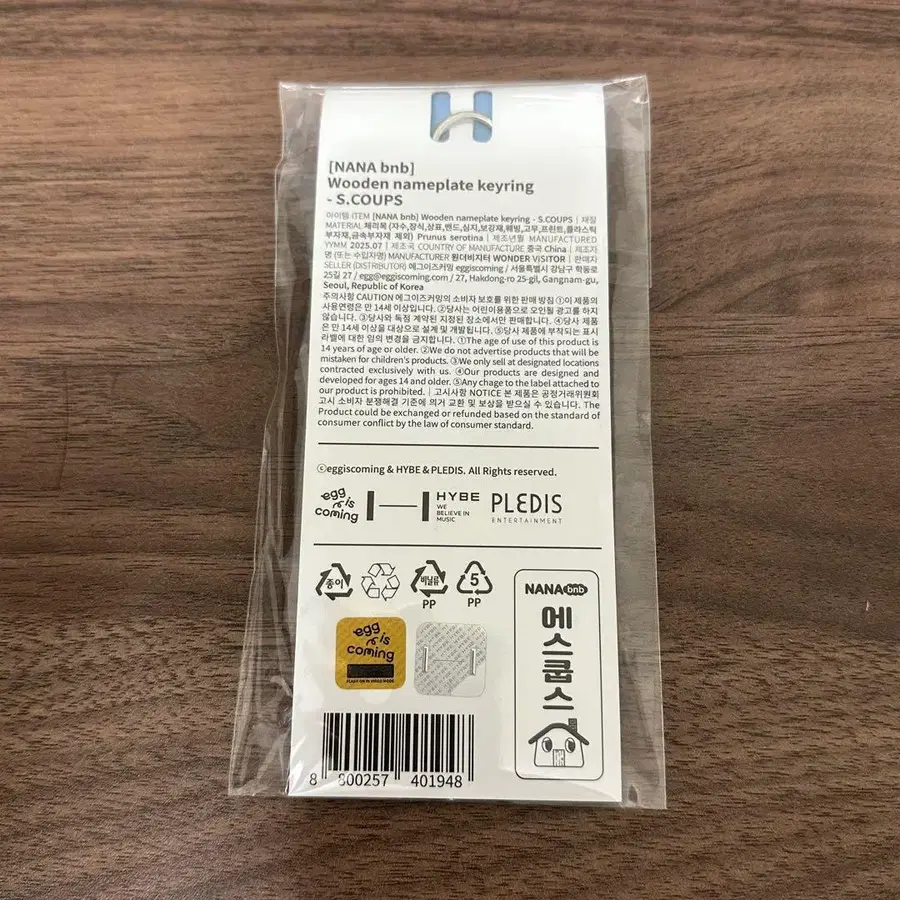 [NANA bnb]
Wooden nameplate keyring
- S.COUPS
아이템 ITEM [NANA bnb] Wooden nameplate keyring - S.COUPS | 재질
MATERIAL 체리목 (자수,장식,상표,밴드,심지,보강재,웨빙,고무,프린트,플라스틱
부자재,금속부자재 제외) Prunus serotina | 제조년월 MANUFACTURED
YYMM 2025.07 | 제조국 COUNTRY OF MANUFACTURE 중국 China | 제조자
명 (또는 수입자명) MANUFACTURER 원더비지터 WONDER VISITOR | 판매자
SELLER (DISTRIBUTOR) 에그이즈커밍 eggiscoming / 서울특별시 강남구 학동로
25길 27 / egg@eggiscoming.com / 27, Hakdong-ro 25-gil, Gangnam-gu,
Seoul, Republic of Korea
주의사항 CAUTION 에그이즈커밍의 소비자 보호를 위한 판매 방침 ①이 제품의
사용연령은 만 14세 이상입니다. ②당사는 어린이용품으로 오인될 광고를 하지
않습니다. ③당사와 독점 계약된 지정된 장소에서만 판매합니다. ④당사 제품
은 만 14세 이상을 대상으로 설계 및 개발됩니다. ⑤당사 제품에 부착되는 표시
라벨에 대한 임의 변경을 금지합니다. ①The age of use of this product is
14 years of age or older. ②We do not advertise products that will be
mistaken for children's products. ③We only sell at designated locations
contracted exclusively with us. ④Our products are designed and
developed for ages 14 and older. ⑤Any chage to the label attached to
our product is prohibited. | 고시사항 NOTICE 본 제품은 공정거래위원회
고시 소비자 분쟁해결 기준에 의거 교환 및 보상을 받으실 수 있습니다. The
Product could be exchanged or refunded based on the standard of
consumer conflict by the law of consumer standard.
ⓒeggiscoming & HYBE & PLEDIS. All Rights reserved.
egg is coming
HYBE
WE
BELIEVE IN
MUSIC
PLEDIS
ENTERTAINMENT
종이
비닐류
PP
5
PP
egg is coming
NANA bnb
에스쿱스
8 800257 401948